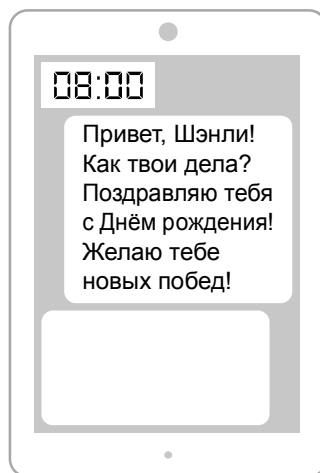 08:00
Привет, Шэнли!
Как твои дела?
Поздравляю тебя
с Днём рождения!
Желаю тебе
новых побед!